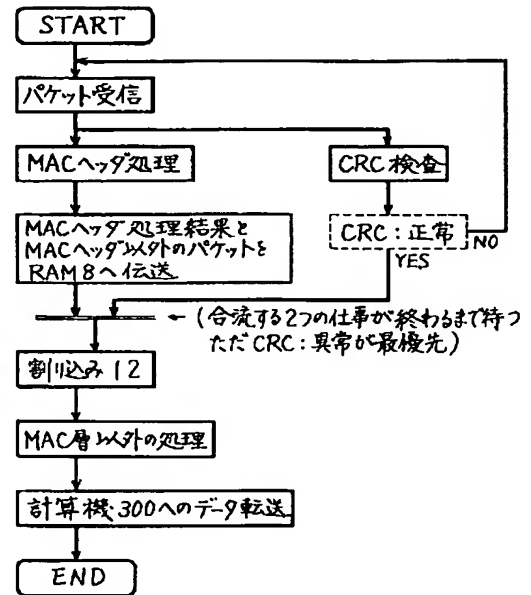 START
パケット受信
MACヘッダ処理
CRC検査
MACヘッダ処理結果と
MACヘッダ以外のパケットを
RAM8へ伝送
CRC:正常
NO
YES
←(合流する2つの仕事が終わるまで待つ
ただCRC:異常が最優先)
割り込み12
MAC層以外の処理
計算機300へのデータ転送
END